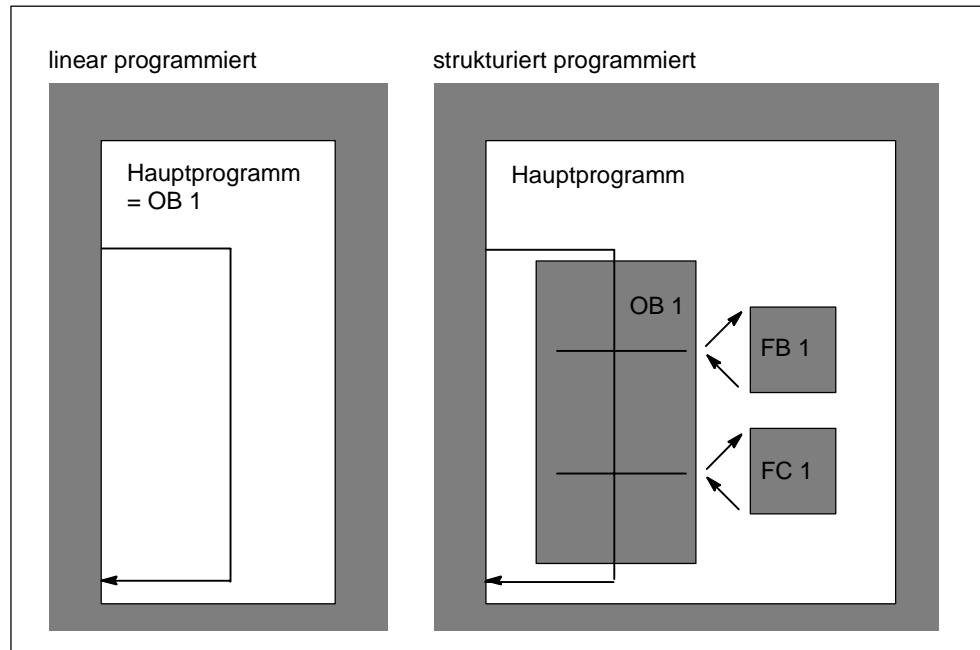 linear programmiert
strukturiert programmiert
Hauptprogramm
= OB 1
Hauptprogramm
OB 1
FB 1
FC 1